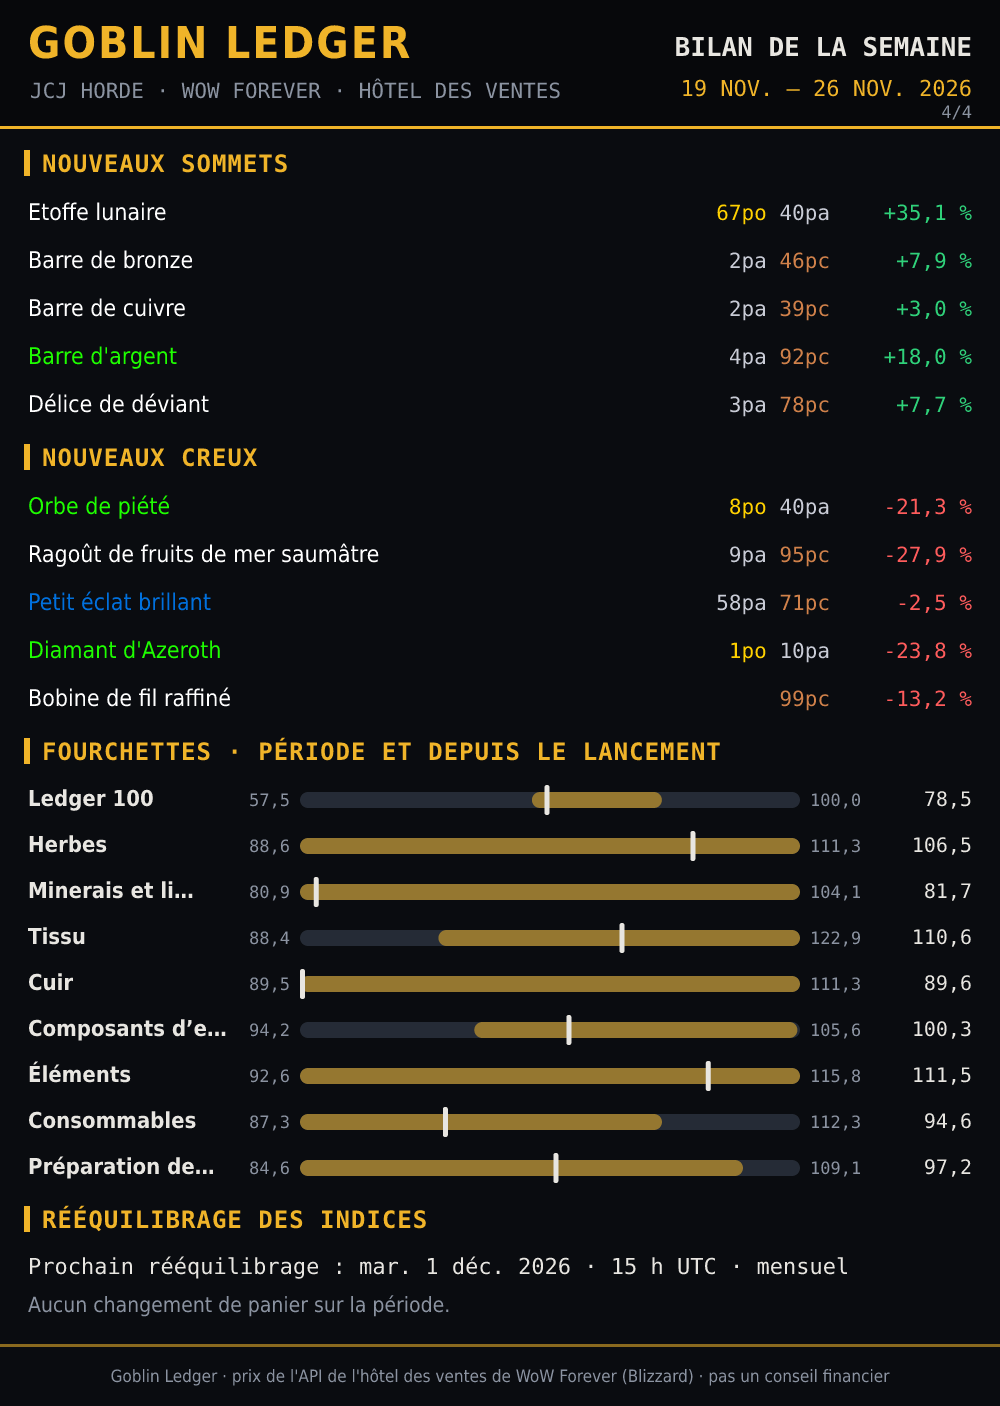 GOBLIN LEDGER
BILAN DE LA SEMAINE
JCJ HORDE · WOW FOREVER · HÔTEL DES VENTES
19 NOV. – 26 NOV. 2026
4/4
NOUVEAUX SOMMETS
Etoffe lunaire 67po 40pa +35,1 %
Barre de bronze 2pa 46pc +7,9 %
Barre de cuivre 2pa 39pc +3,0 %
Barre d'argent 4pa 92pc +18,0 %
Délice de déviant 3pa 78pc +7,7 %
NOUVEAUX CREUX
Orbe de piété 8po 40pa -21,3 %
Ragoût de fruits de mer saumâtre 9pa 95pc -27,9 %
Petit éclat brillant 58pa 71pc -2,5 %
Diamant d'Azeroth 1po 10pa -23,8 %
Bobine de fil raffiné 99pc -13,2 %
FOURCHETTES · PÉRIODE ET DEPUIS LE LANCEMENT
Ledger 100 57,5 100,0 78,5
Herbes 88,6 111,3 106,5
Minerais et li… 80,9 104,1 81,7
Tissu 88,4 122,9 110,6
Cuir 89,5 111,3 89,6
Composants d’e… 94,2 105,6 100,3
Éléments 92,6 115,8 111,5
Consommables 87,3 112,3 94,6
Préparation de… 84,6 109,1 97,2
RÉÉQUILIBRAGE DES INDICES
Prochain rééquilibrage : mar. 1 déc. 2026 · 15 h UTC · mensuel
Aucun changement de panier sur la période.
Goblin Ledger · prix de l'API de l'hôtel des ventes de WoW Forever (Blizzard) · pas un conseil financier